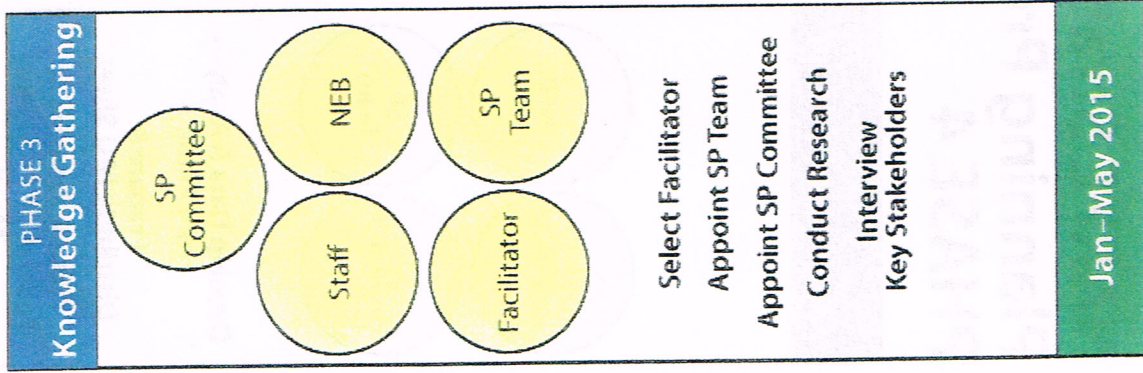 PHASE 3
Knowledge Gathering
SP
Committee
Staff
NEB
Facilitator
SP
Team
Select Facilitator
Appoint SP Team
Appoint SP Committee
Conduct Research
Interview
Key Stakeholders
Jan–May 2015